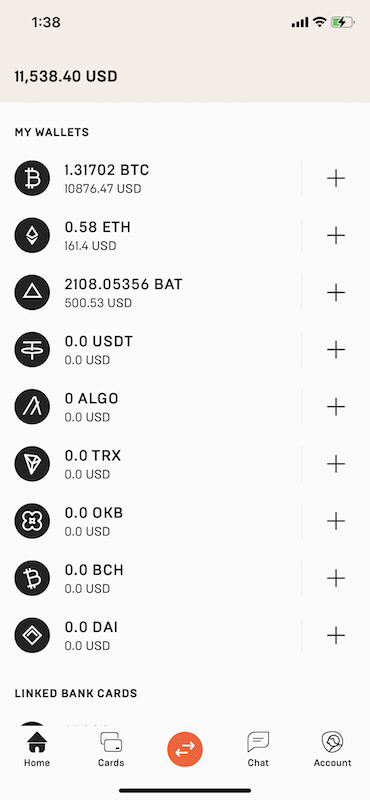 1:38
11,538.40 USD
MY WALLETS
1.31702 BTC
10876.47 USD
0.58 ETH
161.4 USD
2108.05356 BAT
500.53 USD
0.0 USDT
0.0 USD
0 ALGO
0.0 USD
0.0 TRX
0.0 USD
0.0 OKB
0.0 USD
0.0 BCH
0.0 USD
0.0 DAI
0.0 USD
LINKED BANK CARDS
Home
Cards
Chat
Account